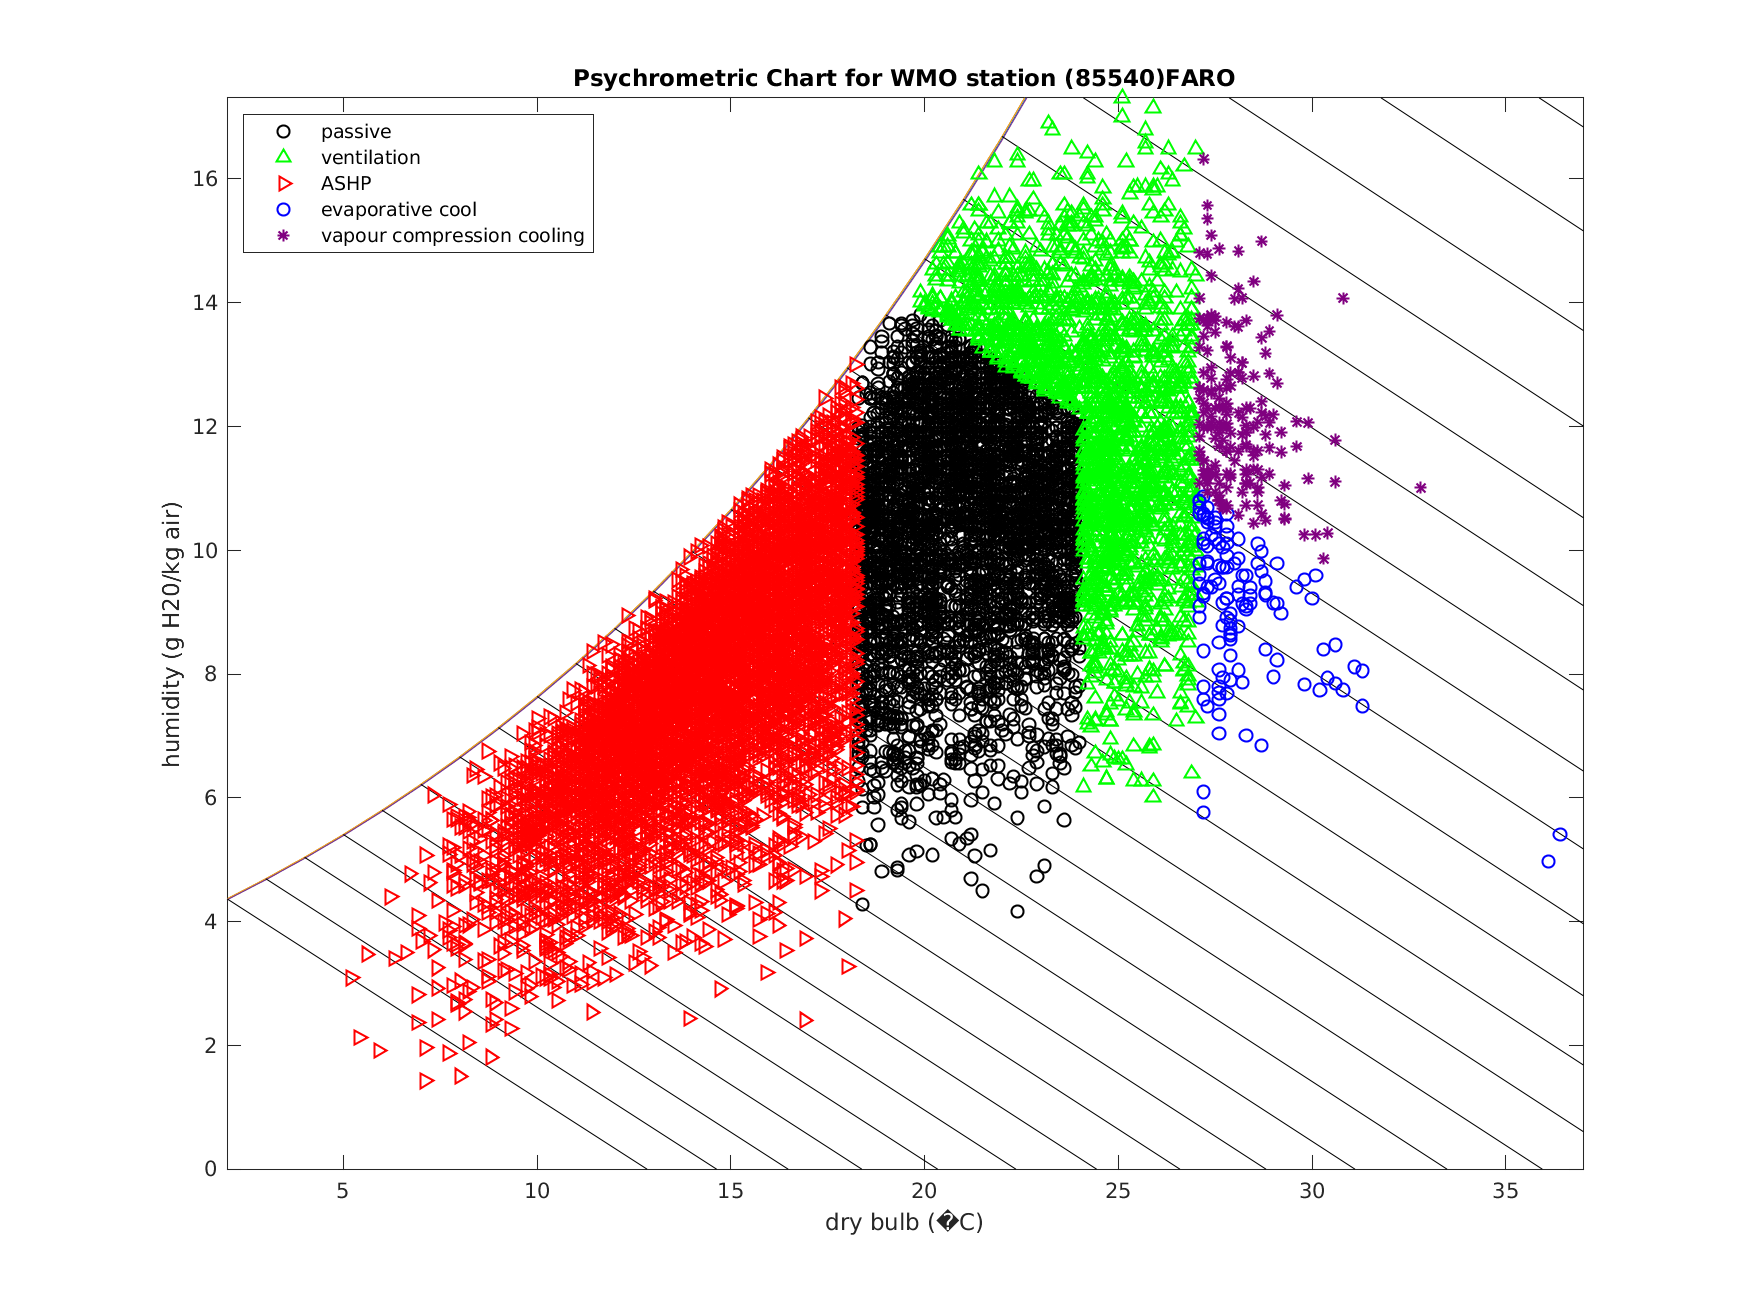 Psychrometric Chart for WMO station (85540)FARO
passive
ventilation
ASHP
evaporative cool
vapour compression cooling
humidity (g H20/kg air)
16
14
12
10
8
6
4
2
0
5 10 15 20 25 30 35
dry bulb (�C)